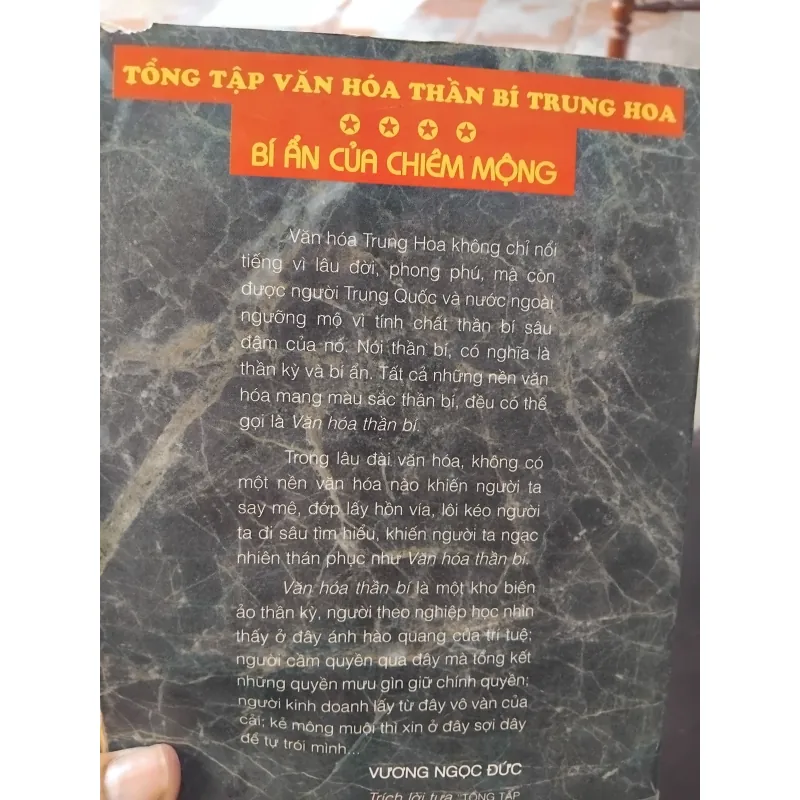 TỔNG TẬP VĂN HÓA THẦN BÍ TRUNG HOA
BÍ ẨN CỦA CHIÊM MỘNG
Văn hóa Trung Hoa không chỉ nổi
tiếng vì lâu đời, phong phú, mà còn
được người Trung Quốc và nước ngoài
ngưỡng mộ vì tính chất thần bí sâu
đậm của nó. Nói thần bí, có nghĩa là
thần kỳ và bí ẩn. Tất cả những nền văn
hóa mang màu sắc thần bí, đều có thể
gọi là Văn hóa thần bí.
Trong lâu đài văn hóa, không có
một nền văn hóa nào khiến người ta
say mê, đớp lấy hồn vía, lôi kéo người
ta đi sâu tìm hiểu, khiến người ta ngạc
nhiên thán phục như Văn hóa thần bí.
Văn hóa thần bí là một kho biến
ảo thần kỳ, người theo nghiệp học nhìn
thấy ở đây ánh hào quang của trí tuệ;
người cầm quyền qua đây mà tổng kết
những quyền mưu gìn giữ chính quyền;
người kinh doanh lấy từ đây vô vàn của
cải; kẻ mông muội thì xin ở đây sợi dây
để tự trói mình...
VƯƠNG NGỌC ĐỨC
Trích lời tựa "TỔNG TẬP